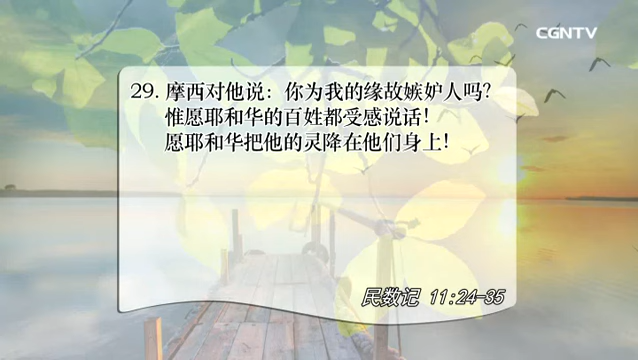 CGNTV
29. 摩西对他说：你为我的缘故嫉妒人吗?
惟愿耶和华的百姓都受感说话!
愿耶和华把他的灵降在他们身上!
民数记 11:24-35